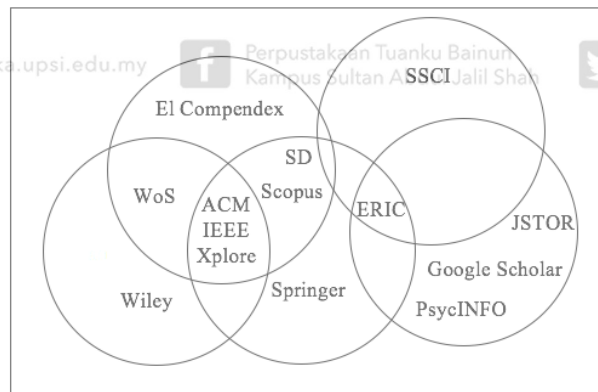 ka.upsi.edu.my
f
Perpustakaan Tuanku Bainun
Kampus Sultan Abdul Jalil Shah
SSCI
El Compendex
SD
Scopus
WoS
ACM
IEEE
Xplore
ERIC
JSTOR
Google Scholar
PsycINFO
Springer
Wiley